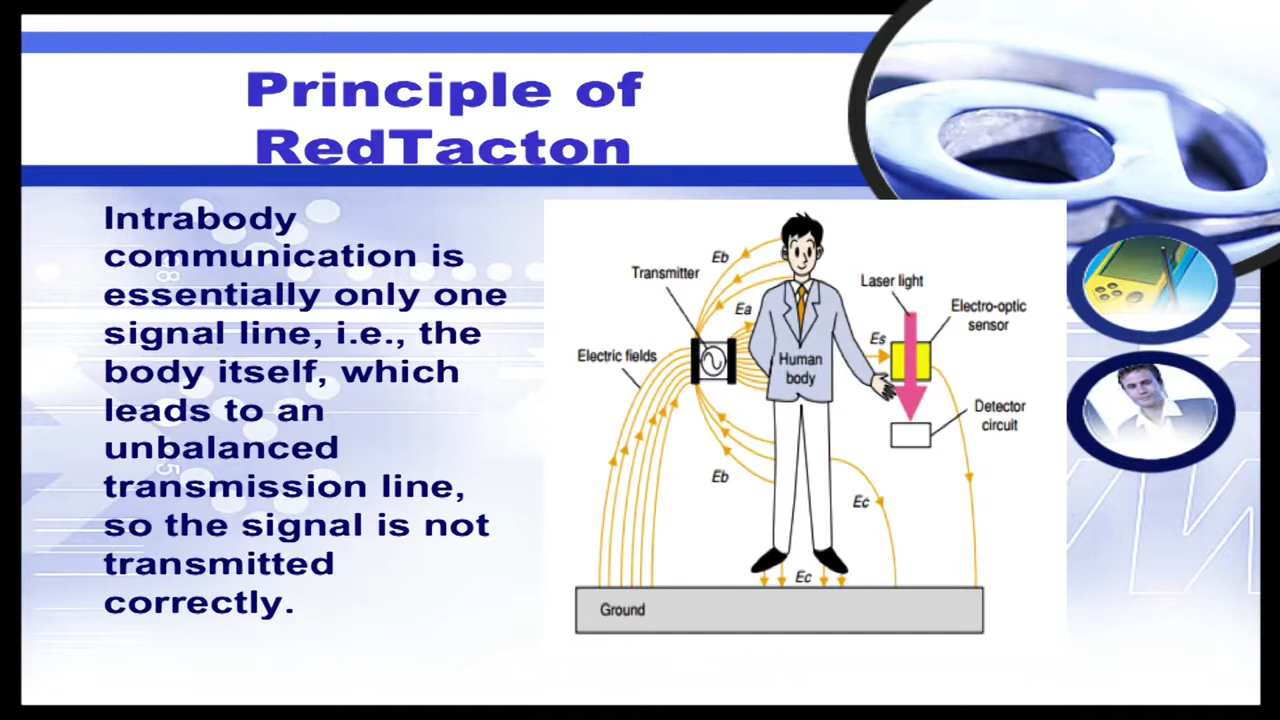 Principle of
RedTacton
Intrabody
communication is
essentially only one
signal line, i.e., the
body itself, which
leads to an
unbalanced
transmission line,
so the signal is not
transmitted
correctly.
Eb
Transmitter
Laser light
Ea
Electro-optic
sensor
Es
Electric fields
Human
body
Detector
circuit
Eb
Ec
Ec
Ground